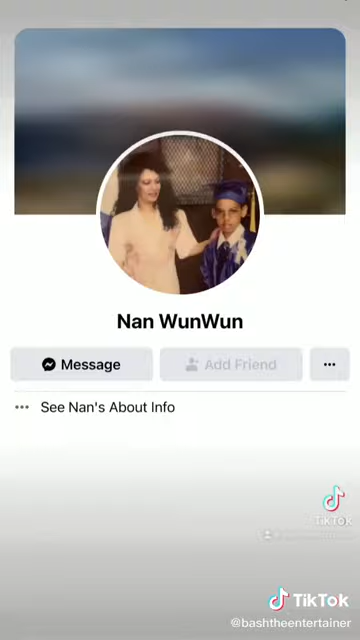 Nan WunWun
Message
Add Friend
See Nan's About Info
TikTok
TikTok
@bashtheentertainer